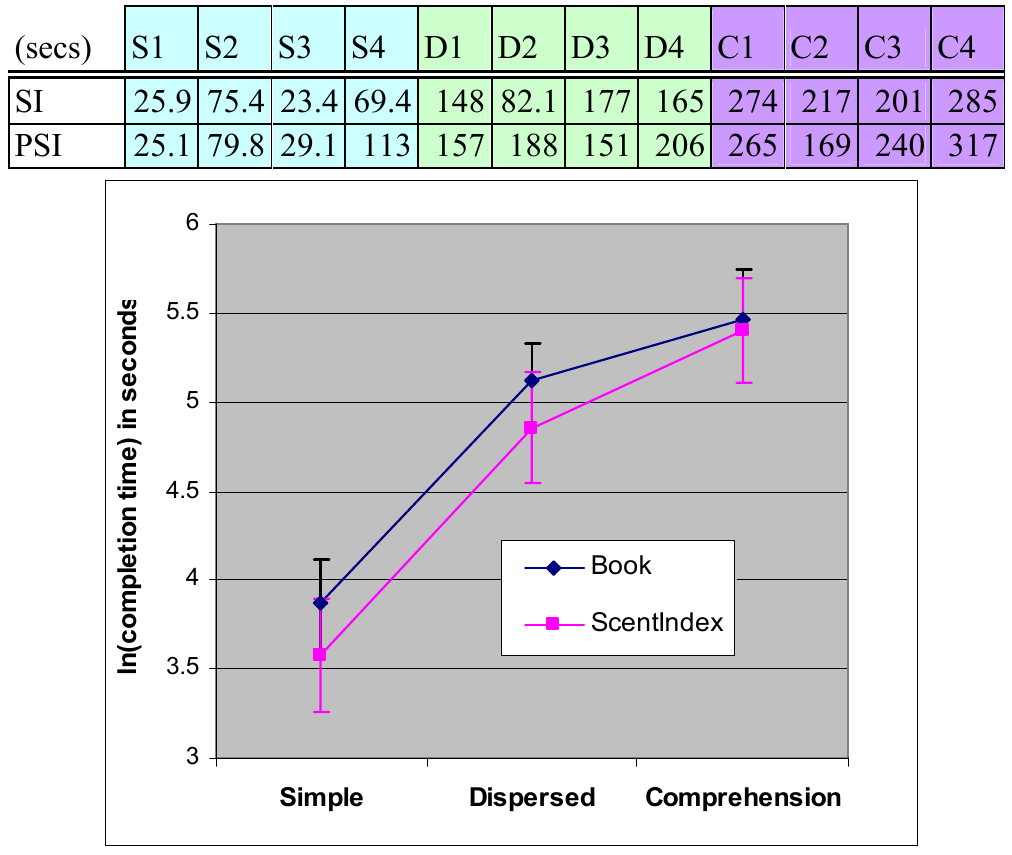 (secs) S1 S2 S3 S4 D1 D2 D3 D4 C1 C2 C3 C4
SI 25.9 75.4 23.4 69.4 148 82.1 177 165 274 217 201 285
PSI 25.1 79.8 29.1 113 157 188 151 206 265 169 240 317
ln(completion time) in seconds
6
5.5
5
4.5
4
3.5
3
Book
ScentIndex
Simple Dispersed Comprehension